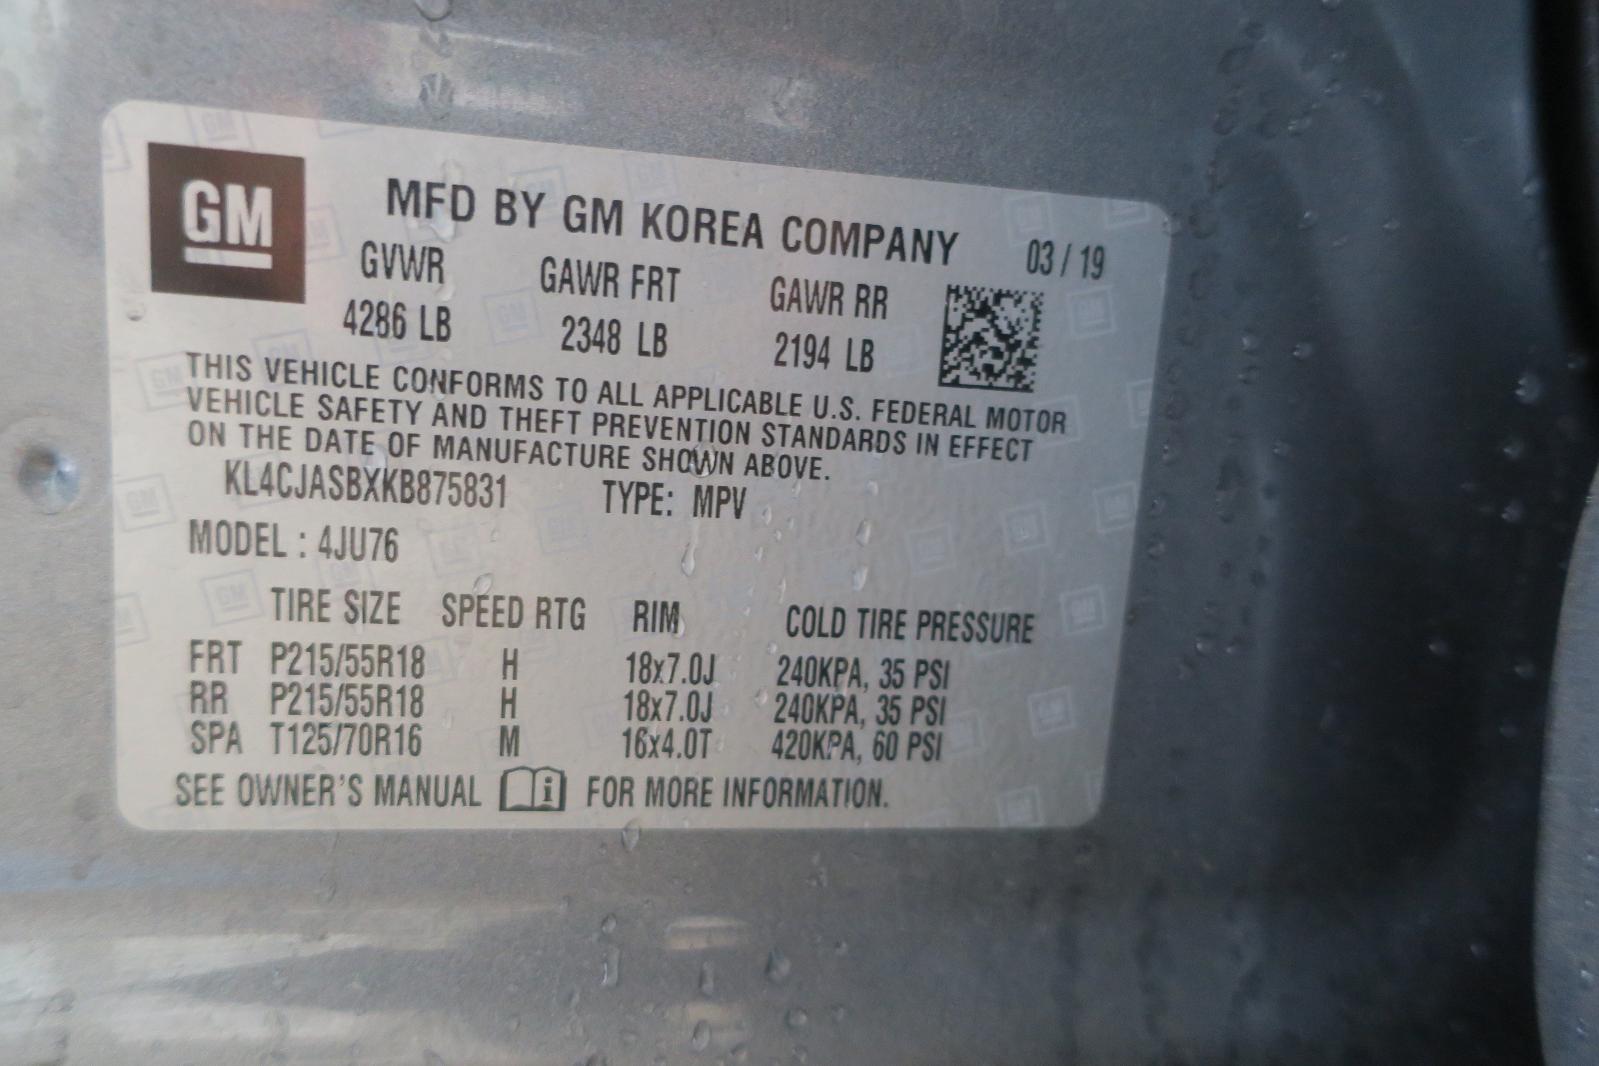 GM
MFD BY GM KOREA COMPANY 03 / 19
GVWR GAWR FRT GAWR RR
4286 LB 2348 LB 2194 LB
THIS VEHICLE CONFORMS TO ALL APPLICABLE U.S. FEDERAL MOTOR
VEHICLE SAFETY AND THEFT PREVENTION STANDARDS IN EFFECT
ON THE DATE OF MANUFACTURE SHOWN ABOVE.
KL4CJASBXKB875831 TYPE: MPV
MODEL : 4JU76
TIRE SIZE SPEED RTG RIM COLD TIRE PRESSURE
FRT P215/55R18 H 18x7.0J 240KPA, 35 PSI
RR P215/55R18 H 18x7.0J 240KPA, 35 PSI
SPA T125/70R16 M 16x4.0T 420KPA, 60 PSI
SEE OWNER'S MANUAL FOR MORE INFORMATION.